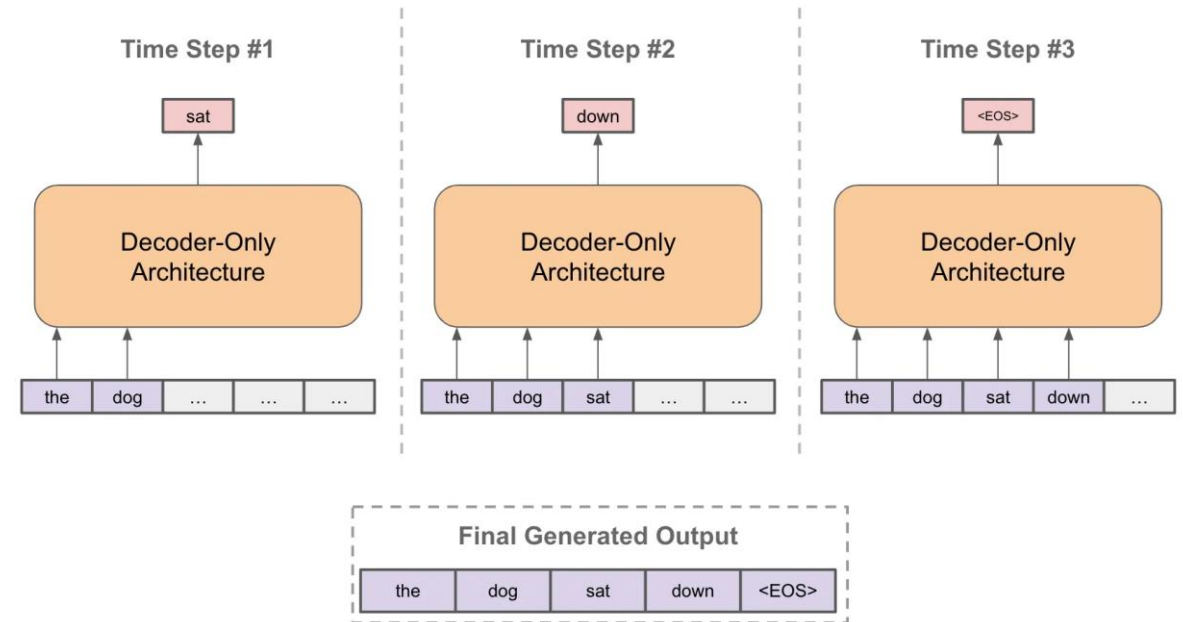 Time Step #1
sat
Decoder-Only
Architecture
the dog … … …
Time Step #2
down
Decoder-Only
Architecture
the dog sat … …
Time Step #3
<EOS>
Decoder-Only
Architecture
the dog sat down …
Final Generated Output
the dog sat down <EOS>